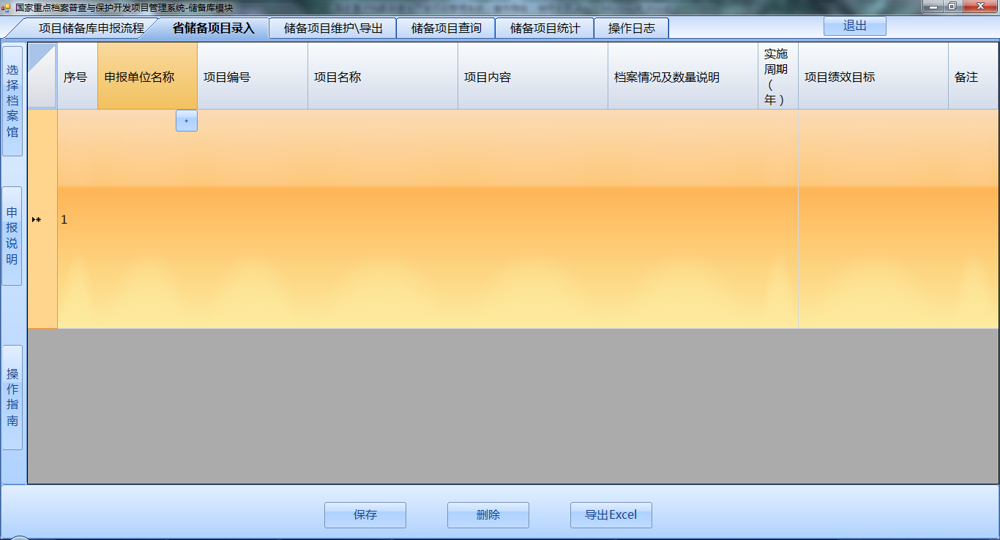 国家重点档案普查与保护开发项目管理系统-储备库模块
项目储备库申报流程
省储备项目录入
储备项目维护\导出
储备项目查询
储备项目统计
操作日志
退出
选
择
档
案
馆
申
报
说
明
操
作
指
南
序号
申报单位名称
项目编号
项目名称
项目内容
档案情况及数量说明
实施
周期
（
年）
项目绩效目标
备注
+
1
保存
删除
导出Excel